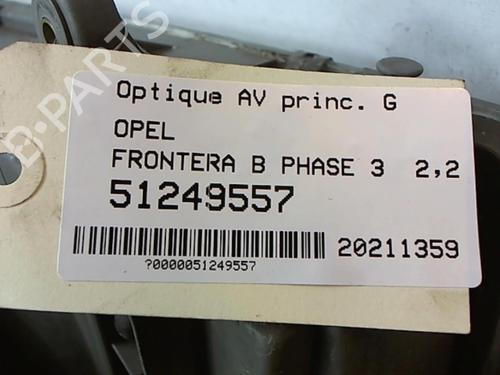 Optique AV princ. G
OPEL
FRONTERA B PHASE 3 2,2
51249557
20211359
?0000051249557
B-PARTS